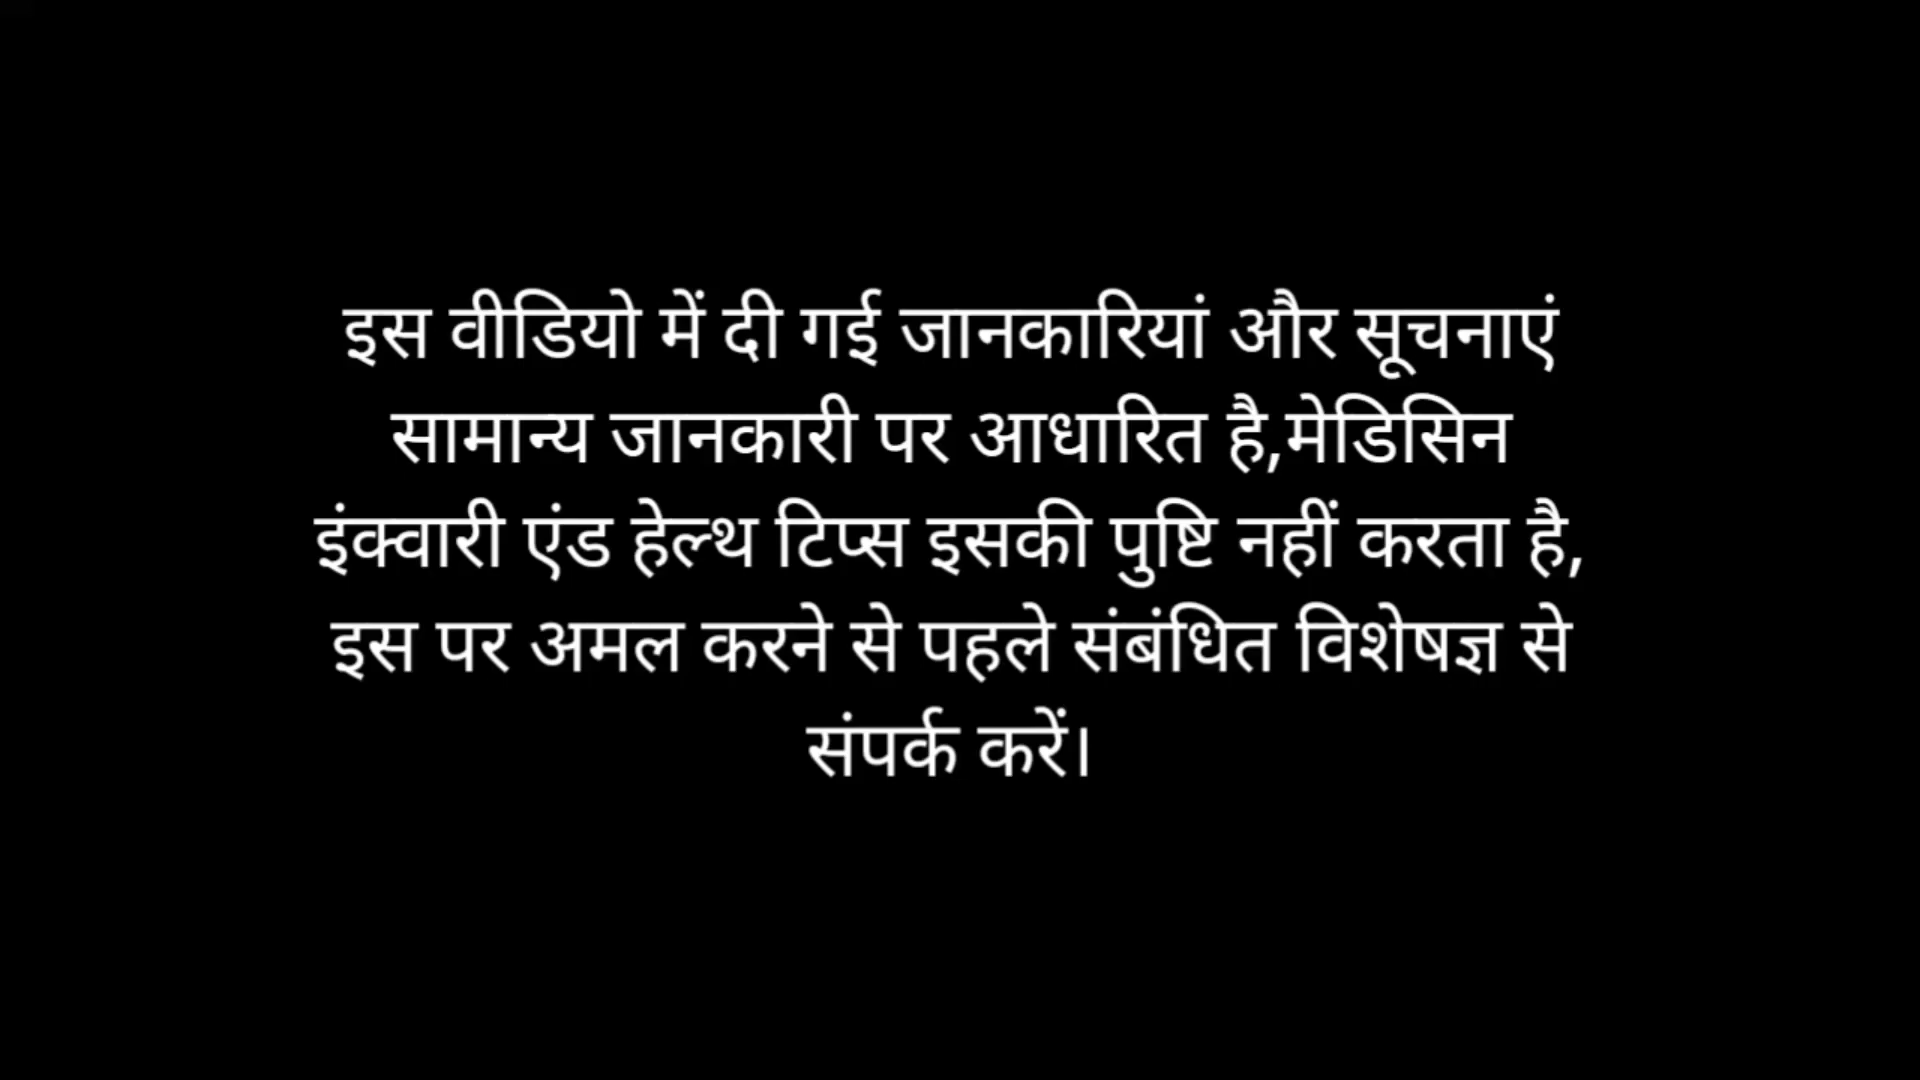 इस वीडियो में दी गई जानकारियां और सूचनाएं
सामान्य जानकारी पर आधारित है,मेडिसिन
इंक्वारी एंड हेल्थ टिप्स इसकी पुष्टि नहीं करता है,
इस पर अमल करने से पहले संबंधित विशेषज्ञ से
संपर्क करें।